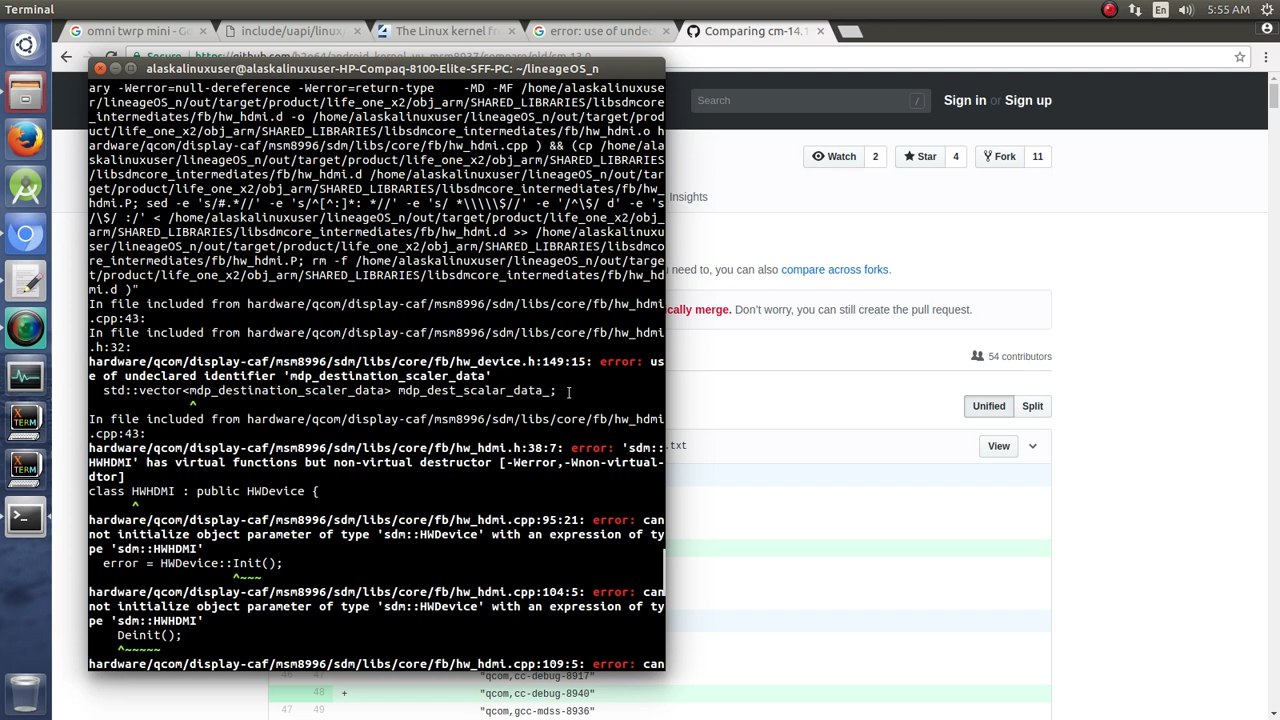 Terminal
En
5:55 AM
omni twrp mini - Go
include/uapi/linux/
The Linux kernel fr
error: use of undec
Comparing cm-14.1
alaskalinuxuser@alaskalinuxuser-HP-Compaq-8100-Elite-SFF-PC: ~/lineageOS_n
ary -Werror=null-dereference -Werror=return-type    -MD -MF /home/alaskalinuxuse
r/lineageOS_n/out/target/product/life_one_x2/obj_arm/SHARED_LIBRARIES/libsdmcore
_intermediates/fb/hw_hdmi.d -o /home/alaskalinuxuser/lineageOS_n/out/target/prod
uct/life_one_x2/obj_arm/SHARED_LIBRARIES/libsdmcore_intermediates/fb/hw_hdmi.o h
ardware/qcom/display-caf/msm8996/sdm/libs/core/fb/hw_hdmi.cpp ) && (cp /home/al
askalinuxuser/lineageOS_n/out/target/product/life_one_x2/obj_arm/SHARED_LIBRARIES
/libsdmcore_intermediates/fb/hw_hdmi.d /home/alaskalinuxuser/lineageOS_n/out/tar
get/product/life_one_x2/obj_arm/SHARED_LIBRARIES/libsdmcore_intermediates/fb/hw_
hdmi.P; sed -e 's/#.*//' -e 's/^[^:]*: *//' -e 's/ *\\\\\$//' -e '/^\$/ d' -e 's
/\$/ :/' < /home/alaskalinuxuser/lineageOS_n/out/target/product/life_one_x2/obj_
arm/SHARED_LIBRARIES/libsdmcore_intermediates/fb/hw_hdmi.d >> /home/alaskalinuxu
ser/lineageOS_n/out/target/product/life_one_x2/obj_arm/SHARED_LIBRARIES/libsdmco
re_intermediates/fb/hw_hdmi.P; rm -f /home/alaskalinuxuser/lineageOS_n/out/targe
t/product/life_one_x2/obj_arm/SHARED_LIBRARIES/libsdmcore_intermediates/fb/hw_hd
mi.d )"
In file included from hardware/qcom/display-caf/msm8996/sdm/libs/core/fb/hw_hdmi
.cpp:43:
In file included from hardware/qcom/display-caf/msm8996/sdm/libs/core/fb/hw_hdmi
.h:32:
hardware/qcom/display-caf/msm8996/sdm/libs/core/fb/hw_device.h:149:15: error: us
e of undeclared identifier 'mdp_destination_scaler_data'
std::vector<mdp_destination_scaler_data> mdp_dest_scalar_data_;
^
In file included from hardware/qcom/display-caf/msm8996/sdm/libs/core/fb/hw_hdmi
.cpp:43:
hardware/qcom/display-caf/msm8996/sdm/libs/core/fb/hw_hdmi.h:38:7: error: 'sdm::
HWHDMI' has virtual functions but non-virtual destructor [-Werror,-Wnon-virtual-
dtor]
class HWHDMI : public HWDevice {
^
hardware/qcom/display-caf/msm8996/sdm/libs/core/fb/hw_hdmi.cpp:95:21: error: can
not initialize object parameter of type 'sdm::HWDevice' with an expression of ty
pe 'sdm::HWHDMI'
error = HWDevice::Init();
^~~~
hardware/qcom/display-caf/msm8996/sdm/libs/core/fb/hw_hdmi.cpp:104:5: error: can
not initialize object parameter of type 'sdm::HWDevice' with an expression of ty
pe 'sdm::HWHDMI'
Deinit();
^~~~~~
hardware/qcom/display-caf/msm8996/sdm/libs/core/fb/hw_hdmi.cpp:109:5: error: can
Search
/
Sign in or Sign up
Watch 2
Star 4
Fork 11
Insights
need to, you can also compare across forks.
cally merge. Don't worry, you can still create the pull request.
54 contributors
Unified Split
.txt
View
"qcom,cc-debug-8917"
48 + "qcom,cc-debug-8940"
47 49 "qcom,gcc-mdss-8936"